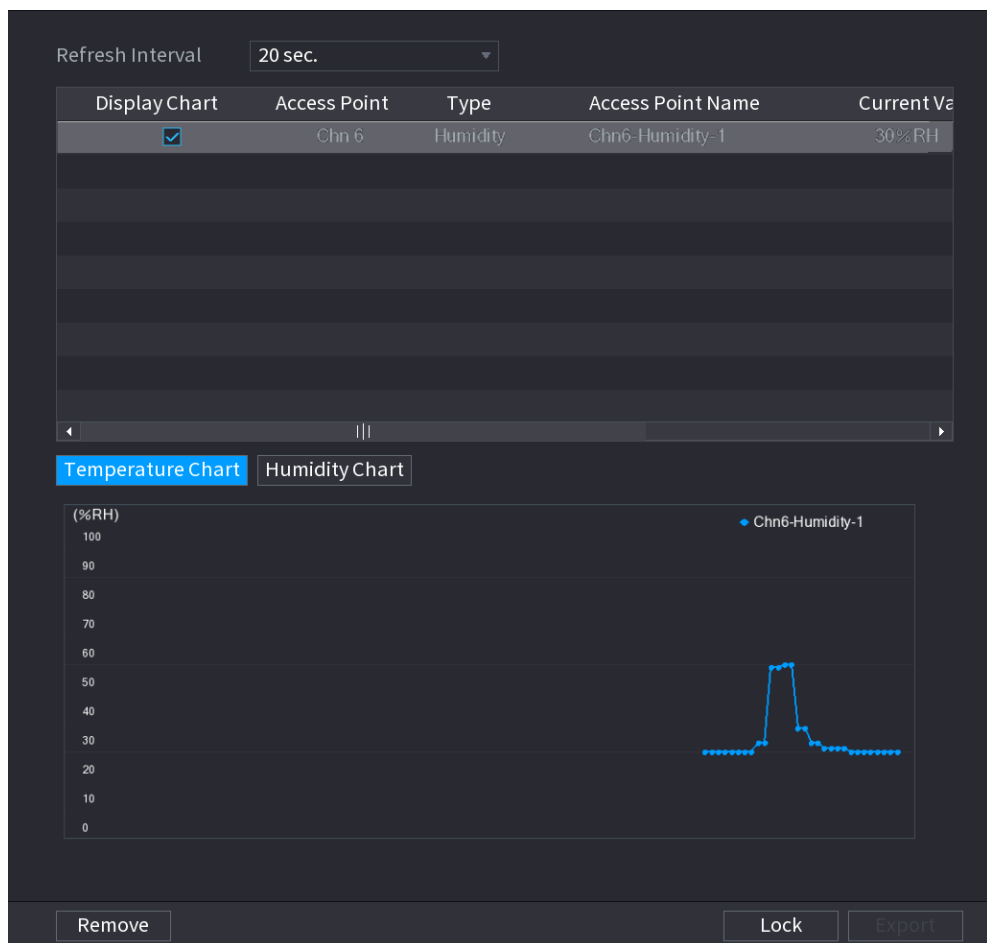 Refresh Interval 20 sec.
Display Chart Access Point Type Access Point Name Current Va
Chn 6 Humidity Chn6-Humidity-1 30%RH
Temperature Chart Humidity Chart
(%RH)
Chn6-Humidity-1
100
90
80
70
60
50
40
30
20
10
0
Remove Lock Export